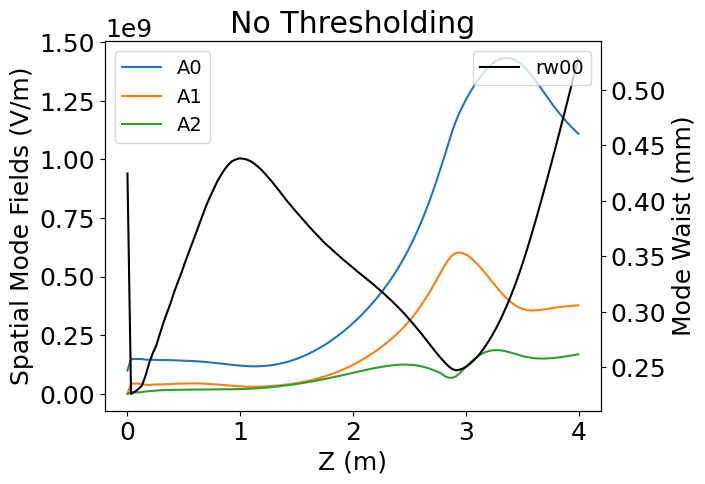 No Thresholding
1e9
Spatial Mode Fields (V/m)
1.50
1.25
1.00
0.75
0.50
0.25
0.00
A0
A1
A2
rw00
0.50
0.45
0.40
0.35
0.30
0.25
Mode Waist (mm)
0
1
2
3
4
Z (m)